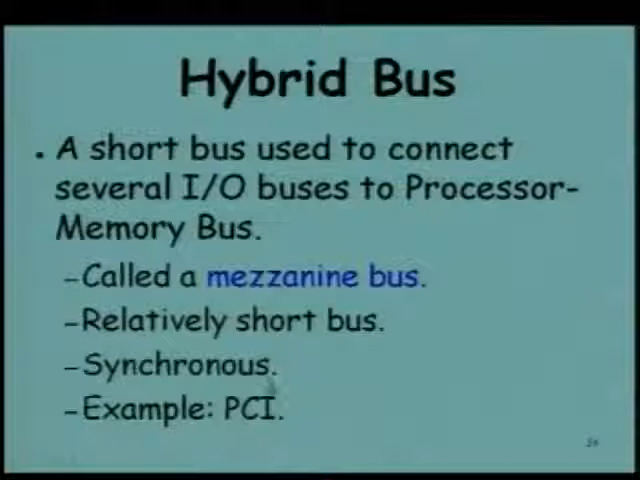 Hybrid Bus
• A short bus used to connect
several I/O buses to Processor-
Memory Bus.
–Called a mezzanine bus.
–Relatively short bus.
–Synchronous.
–Example: PCI.